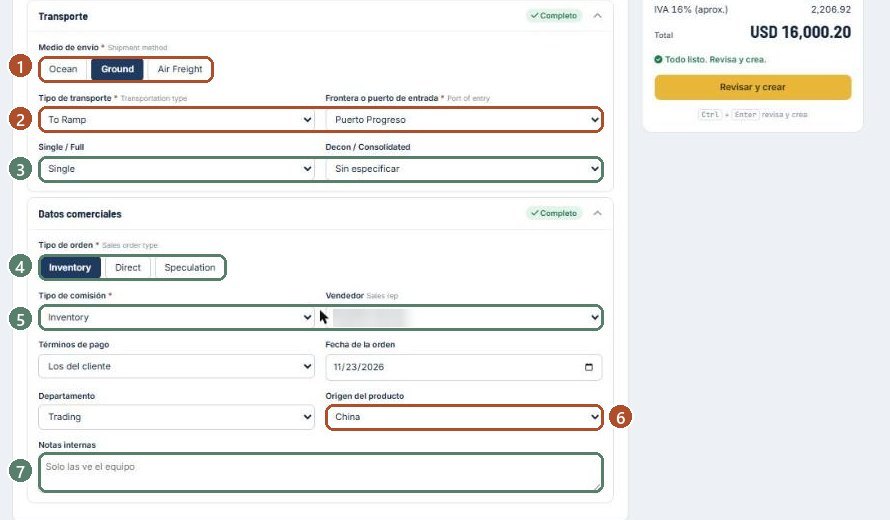 Transporte
✓ Completo
Medio de envío * Shipment method
1
Ocean Ground Air Freight
Tipo de transporte * Transportation type
Frontera o puerto de entrada * Port of entry
2
To Ramp
Puerto Progreso
Single / Full
Decon / Consolidated
3
Single
Sin especificar
Datos comerciales
✓ Completo
Tipo de orden * Sales order type
4
Inventory Direct Speculation
Tipo de comisión *
Vendedor Sales rep
5
Inventory
Términos de pago
Fecha de la orden
Los del cliente
11/23/2026
Departamento
Origen del producto
Trading
China
6
Notas internas
7
Solo las ve el equipo
IVA 16% (aprox.) 2,206.92
Total USD 16,000.20
Todo listo. Revisa y crea.
Revisar y crear
Ctrl + Enter revisa y crea